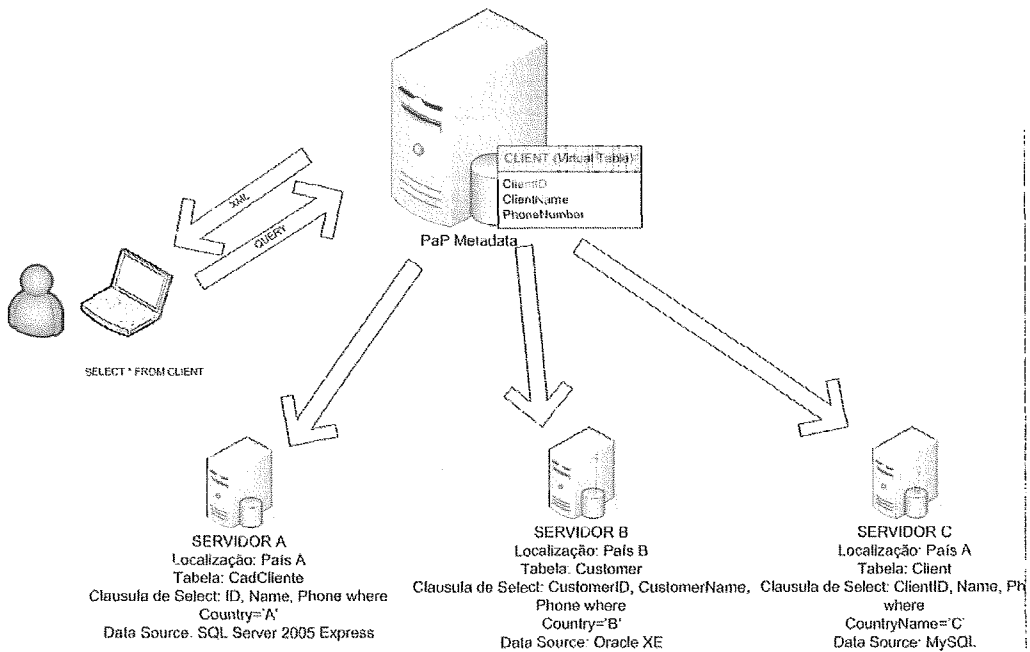 CLIENT (Virtual Table)
ClientID
ClientName
PhoneNumber
PaP Metadata
XML
QUERY
SELECT * FROM CLIENT
SERVIDOR A
Localização: País A
Tabela: CadCliente
Clausula de Select: ID, Name, Phone where
Country='A'
Data Source. SQL Server 2005 Express
SERVIDOR B
Localização: País B
Tabela: Customer
Clausula de Select: CustomerID, CustomerName,
Phone where
Country='B'
Data Source: Oracle XE
SERVIDOR C
Localização: País A
Tabela: Client
Clausula de Select: ClientID, Name, Ph
where
CountryName='C'
Data Source: MySQL